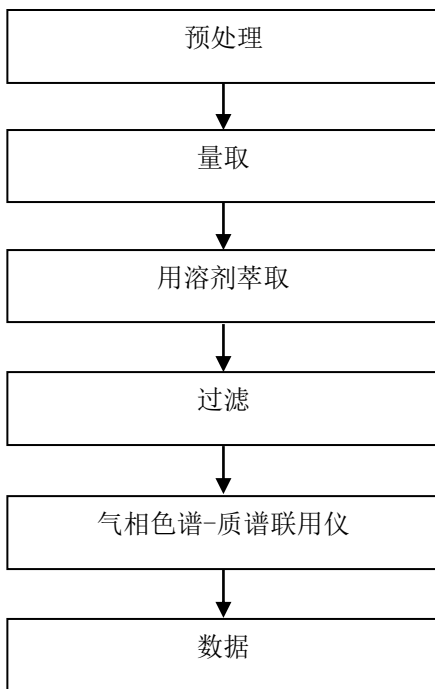 预处理
量取
用溶剂萃取
过滤
气相色谱-质谱联用仪
数据